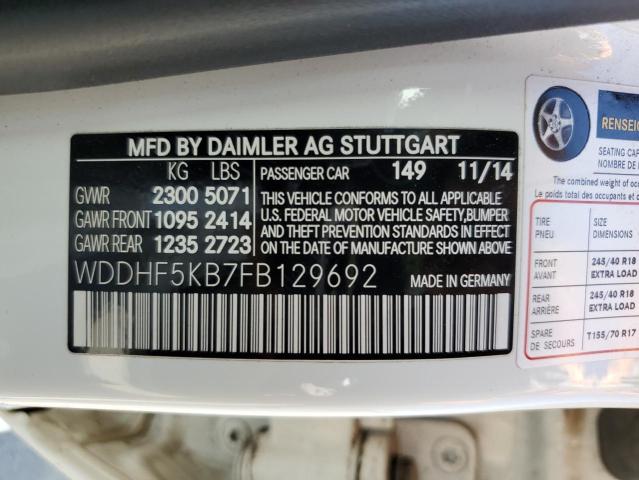 MFD BY DAIMLER AG STUTTGART
KG LBS PASSENGER CAR 149 11/14
GVWR 2300 5071
GAWR FRONT 1095 2414
GAWR REAR 1235 2723
THIS VEHICLE CONFORMS TO ALL APPLICABLE
U.S. FEDERAL MOTOR VEHICLE SAFETY,BUMPER
AND THEFT PREVENTION STANDARDS IN EFFECT
ON THE DATE OF MANUFACTURE SHOWN ABOVE.
WDDHF5KB7FB129692 MADE IN GERMANY
SEATING
NOMBRE DE
The combined weight of
Le poids total des occupants et
TIRE SIZE
PNEU DIMENSIONS
FRONT 245/40 R18
AVANT EXTRA LOAD
REAR 245/40 R18
ARRIÈRE EXTRA LOAD
SPARE T155/70 R17
DE SECOURS